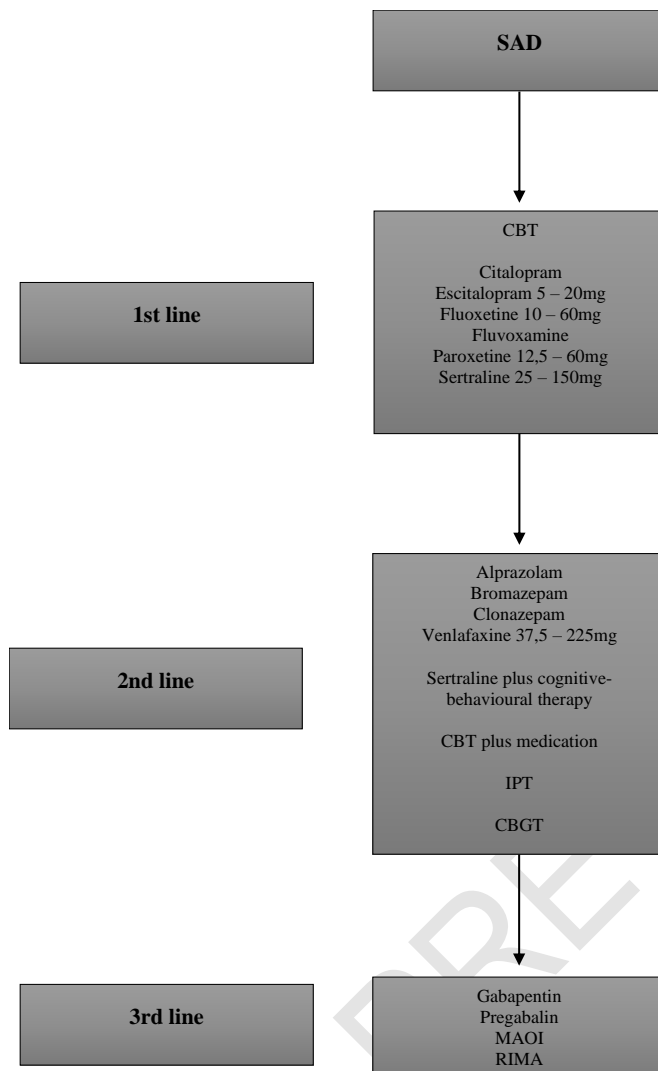 SAD
1st line
CBT
Citalopram
Escitalopram 5 – 20mg
Fluoxetine 10 – 60mg
Fluvoxamine
Paroxetine 12,5 – 60mg
Sertraline 25 – 150mg
2nd line
Alprazolam
Bromazepam
Clonazepam
Venlafaxine 37,5 – 225mg
Sertraline plus cognitive-
behavioural therapy
CBT plus medication
IPT
CBGT
3rd line
Gabapentin
Pregabalin
MAOI
RIMA
PRE